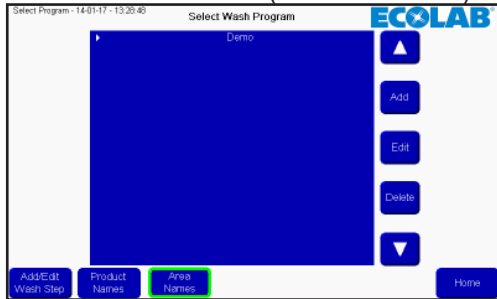 Select Program - 14-01-17 - 13:28:48
Select Wash Program
ECOLAB
Demo
Add
Edit
Delete
Add/Edit
Wash Step
Product
Names
Area
Names
Home